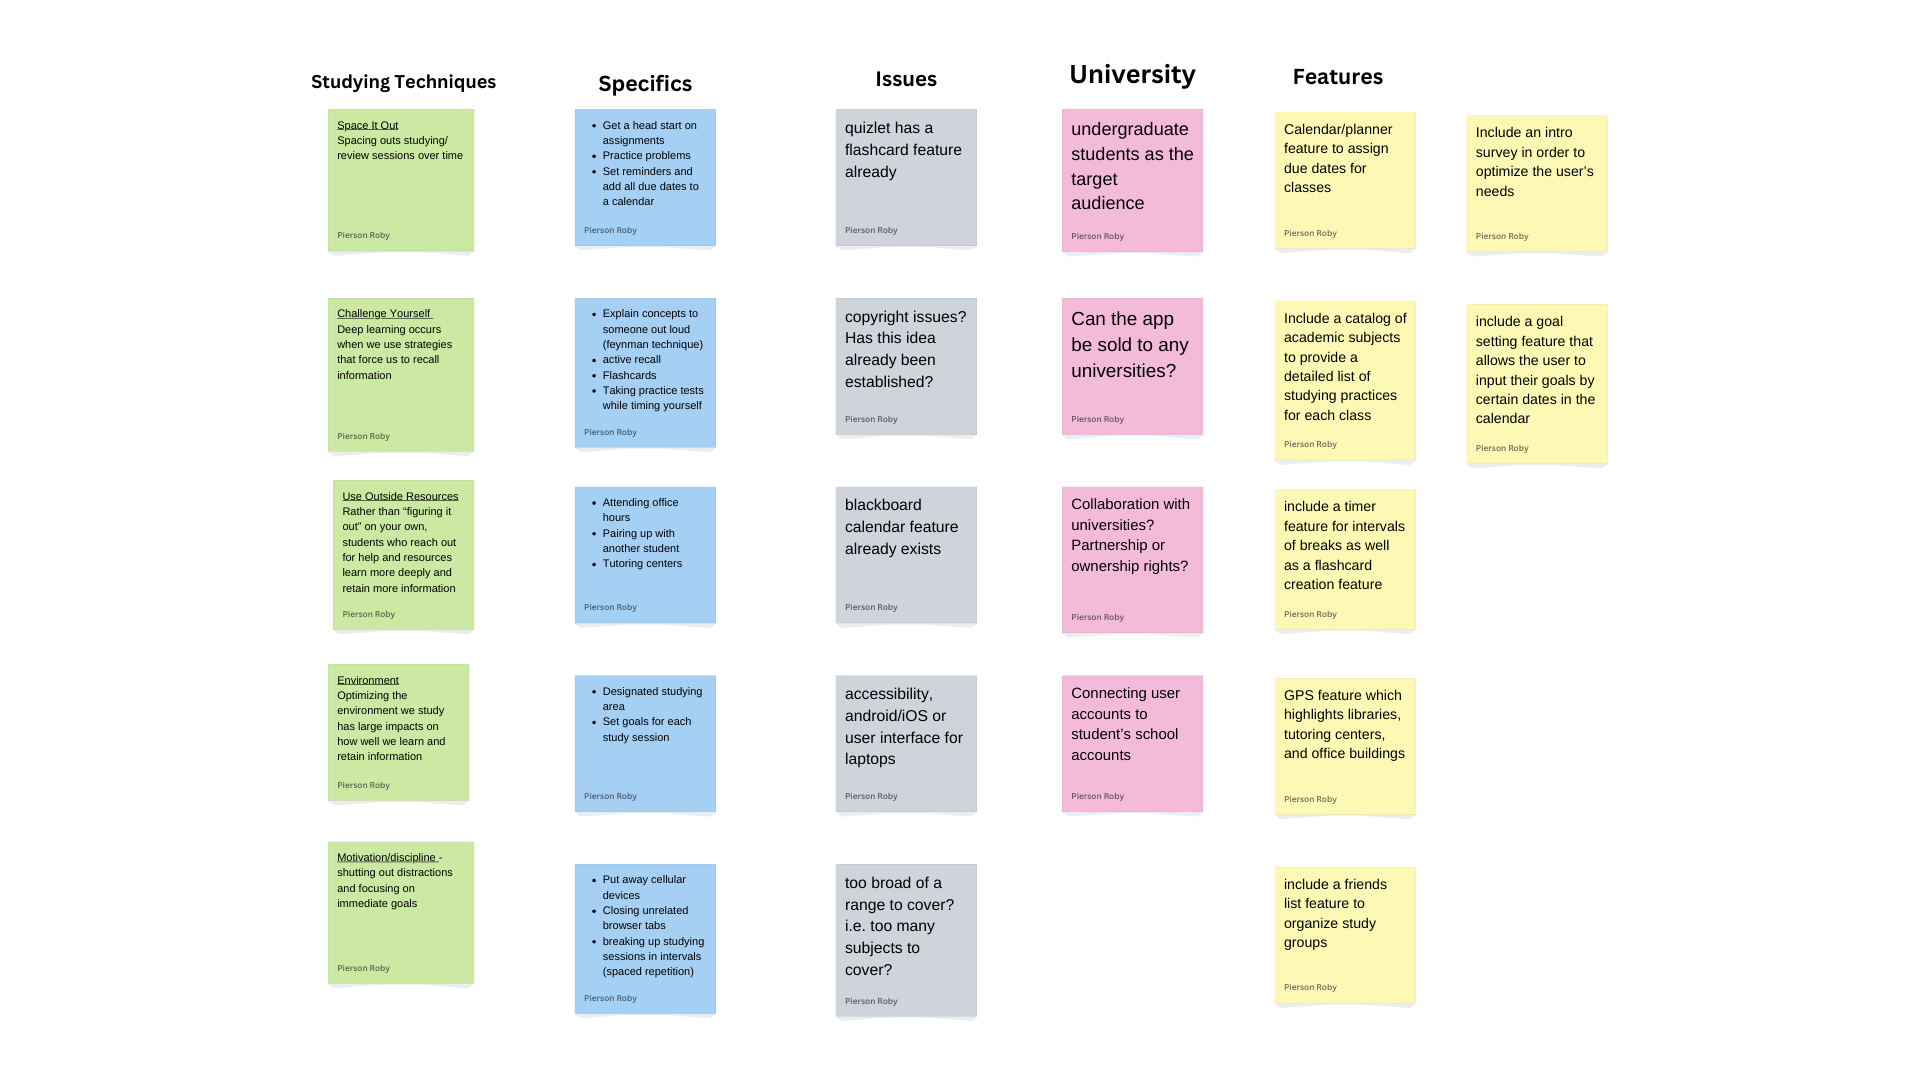 Studying Techniques
Space It Out
Spacing outs studying/
review sessions over time
Pierson Roby
Challenge Yourself
Deep learning occurs
when we use strategies
that force us to recall
information
Pierson Roby
Use Outside Resources
Rather than “figuring it
out” on your own,
students who reach out
for help and resources
learn more deeply and
retain more information
Pierson Roby
Environment
Optimizing the
environment we study
has large impacts on
how well we learn and
retain information
Pierson Roby
Motivation/discipline -
shutting out distractions
and focusing on
immediate goals
Pierson Roby
Specifics
• Get a head start on
assignments
• Practice problems
• Set reminders and
add all due dates to
a calendar
Pierson Roby
• Explain concepts to
someone out loud
(feynman technique)
• active recall
• Flashcards
• Taking practice tests
while timing yourself
Pierson Roby
• Attending office
hours
• Pairing up with
another student
• Tutoring centers
Pierson Roby
• Designated studying
area
• Set goals for each
study session
Pierson Roby
• Put away cellular
devices
• Closing unrelated
browser tabs
• breaking up studying
sessions in intervals
(spaced repetition)
Pierson Roby
Issues
quizlet has a
flashcard feature
already
Pierson Roby
copyright issues?
Has this idea
already been
established?
Pierson Roby
blackboard
calendar feature
already exists
Pierson Roby
accessibility,
android/iOS or
user interface for
laptops
Pierson Roby
too broad of a
range to cover?
i.e. too many
subjects to
cover?
Pierson Roby
University
undergraduate
students as the
target
audience
Pierson Roby
Can the app
be sold to any
universities?
Pierson Roby
Collaboration with
universities?
Partnership or
ownership rights?
Pierson Roby
Connecting user
accounts to
student’s school
accounts
Pierson Roby
Features
Calendar/planner
feature to assign
due dates for
classes
Pierson Roby
Include a catalog of
academic subjects
to provide a
detailed list of
studying practices
for each class
Pierson Roby
include a timer
feature for intervals
of breaks as well
as a flashcard
creation feature
Pierson Roby
GPS feature which
highlights libraries,
tutoring centers,
and office buildings
Pierson Roby
include a friends
list feature to
organize study
groups
Pierson Roby
Include an intro
survey in order to
optimize the user’s
needs
Pierson Roby
include a goal
setting feature that
allows the user to
input their goals by
certain dates in the
calendar
Pierson Roby